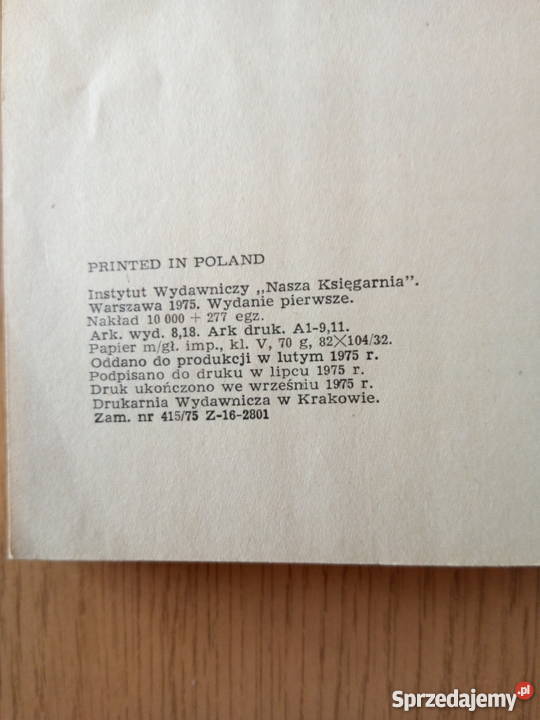 PRINTED IN POLAND
Instytut Wydawniczy „Nasza Księgarnia”.
Warszawa 1975. Wydanie pierwsze.
Nakład 10 000 + 277 egz.
Ark. wyd. 8,18. Ark druk. A1-9,11.
Papier m/gł. imp., kl. V, 70 g, 82×104/32.
Oddano do produkcji w lutym 1975 r.
Podpisano do druku w lipcu 1975 r.
Druk ukończono we wrześniu 1975 r.
Drukarnia Wydawnicza w Krakowie.
Zam. nr 415/75 Z-16-2801
Sprzedajemy.pl